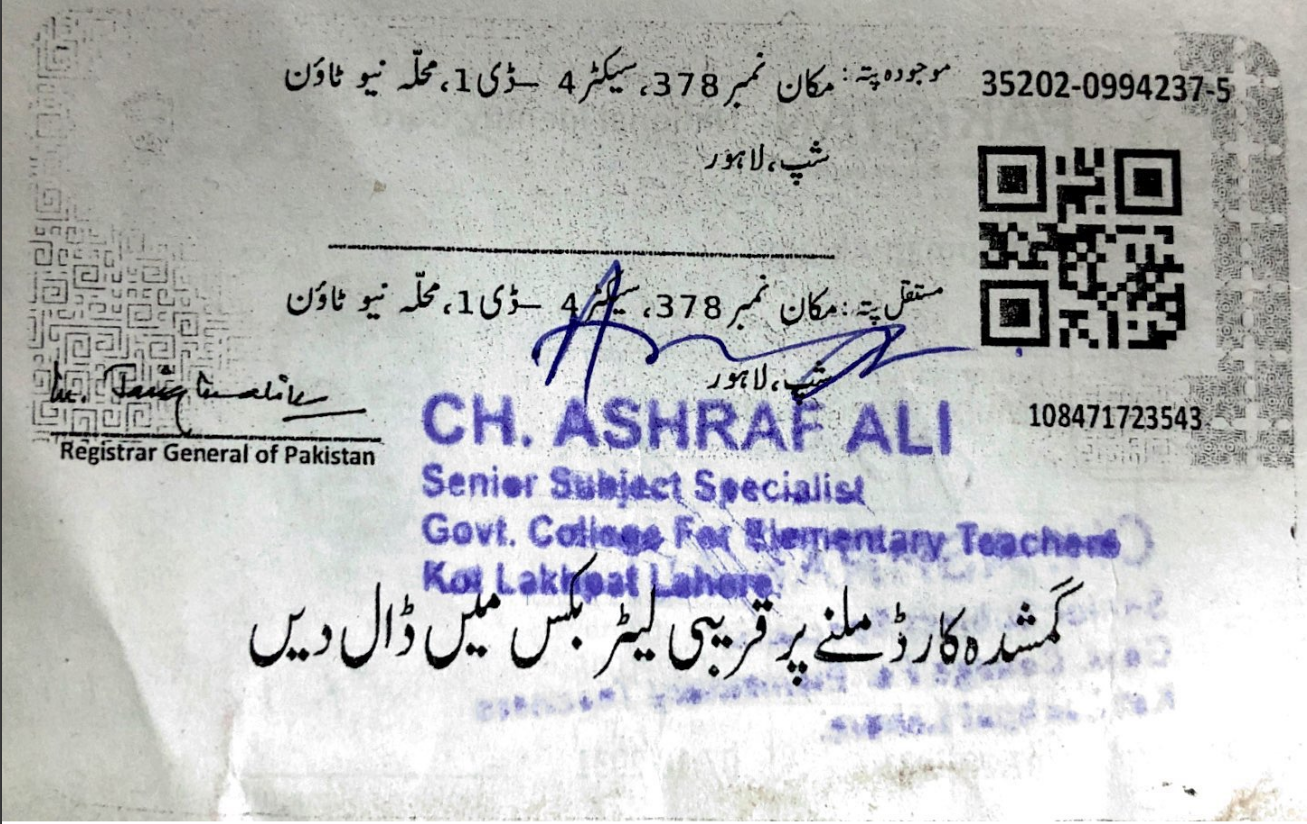 موجودہ پتہ: مکان نمبر 378، سیکٹر 4 –ڈی 1، محلّہ نیو ٹاؤن
شپ، لاہور
35202-0994237-5
مستقل پتہ: مکان نمبر 378، سیکٹر 4 –ڈی 1، محلّہ نیو ٹاؤن
شپ، لاہور
108471723543
Registrar General of Pakistan
CH. ASHRAF ALI
Senior Subject Specialist
Govt. College For Elementary Teachers
Kot Lakhpat Lahore
گمشدہ کارڈ ملنے پر قریبی لیٹر بکس میں ڈال دیں